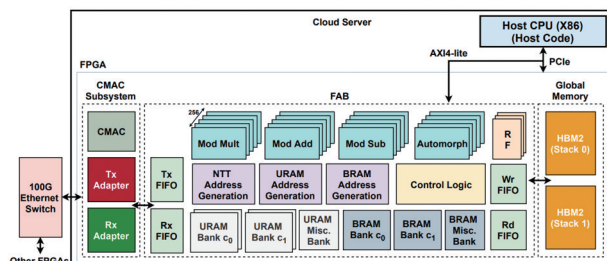 Cloud Server
Host CPU (X86)
(Host Code)
AXI4-lite
PCIe
FPGA
CMAC
Subsystem
FAB
Global
Memory
256
CMAC
Mod Mult
Mod Add
Mod Sub
Automorph
R
F
HBM2
(Stack 0)
100G
Ethernet
Switch
Tx
Adapter
Tx
FIFO
NTT
Address
Generation
URAM
Address
Generation
BRAM
Address
Generation
Control Logic
Wr
FIFO
Rx
Adapter
Rx
FIFO
URAM
Bank c0
URAM
Bank c1
URAM
Misc.
Bank
BRAM
Bank c0
BRAM
Bank c1
BRAM
Misc.
Bank
Rd
FIFO
HBM2
(Stack 1)
Other FPGAs